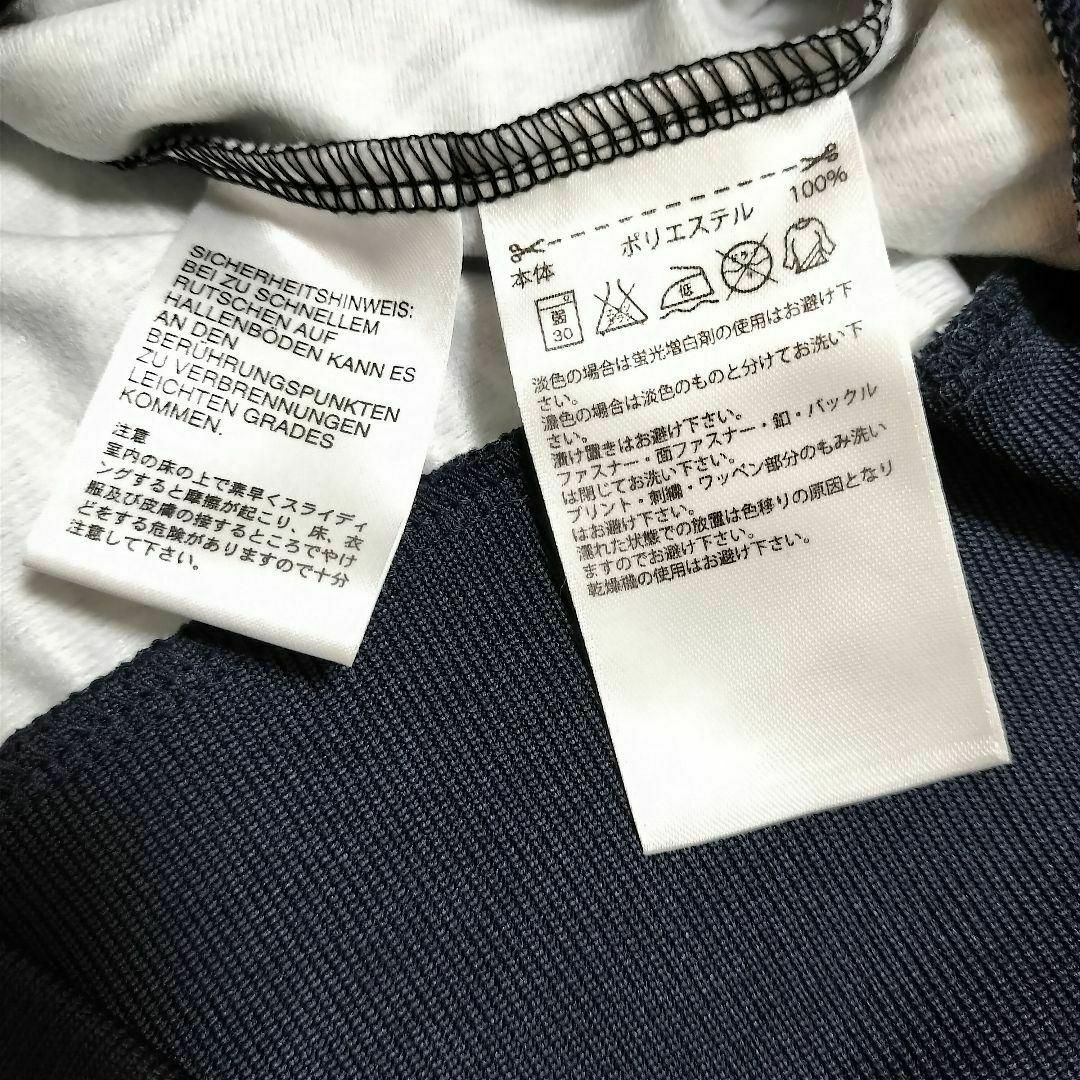 SICHERHEITSHINWEIS:
BEI ZU SCHNELLEM
RUTSCHEN AUF
HALLENBÖDEN KANN ES
AN DEN
BERÜHRUNGSPUNKTEN
ZU VERBRENNUNGEN
LEICHTEN GRADES
KOMMEN.
注意
室内の床の上で素早くスライディ
ングすると摩擦が起こり、床、衣
服及び皮膚の接するところでやけ
どをする危険がありますので十分
注意して下さい。
本体 ポリエステル 100%
弱 30
低
淡色の場合は蛍光増白剤の使用はお避け下
さい。
濃色の場合は淡色のものと分けてお洗い下
さい。
漬け置きはお避け下さい。
ファスナー・面ファスナー・釦・バックル
は閉じてお洗い下さい。
プリント・刺繍・ワッペン部分のもみ洗い
はお避け下さい。
濡れた状態での放置は色移りの原因となり
ますのでお避け下さい。
乾燥機の使用はお避け下さい。